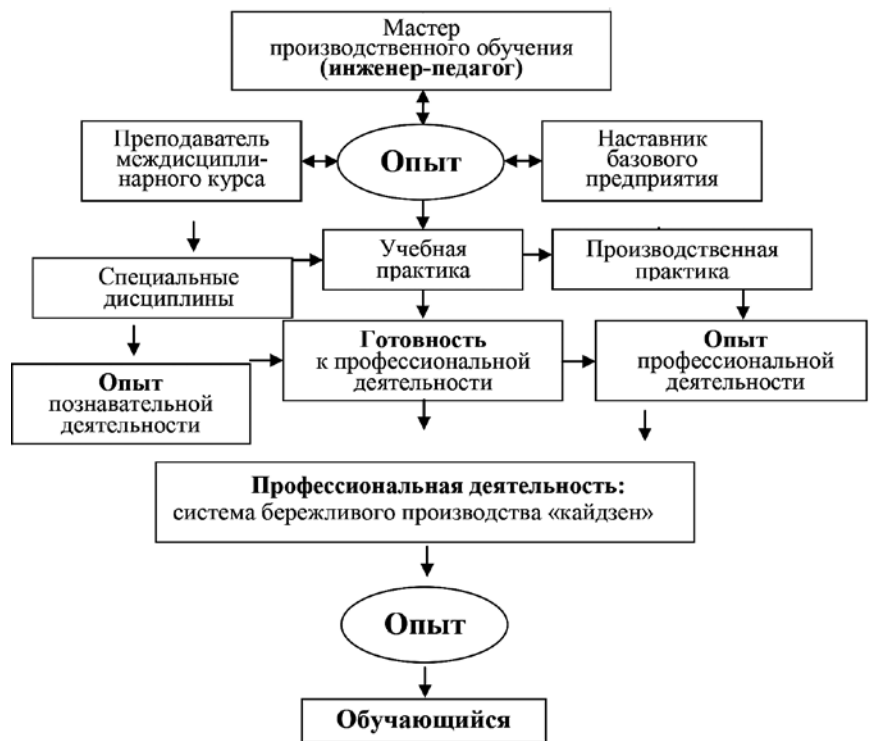 Мастер
производственного обучения
(инженер-педагог)
Преподаватель
междисципли-
нарного курса
Опыт
Наставник
базового
предприятия
Специальные
дисциплины
Учебная
практика
Производственная
практика
Опыт
познавательной
деятельности
Готовность
к профессиональной
деятельности
Опыт
профессиональной
деятельности
Профессиональная деятельность:
система бережливого производства «кайдзен»
Опыт
Обучающийся